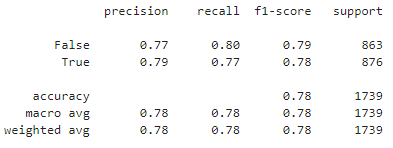 precision recall f1-score support
False 0.77 0.80 0.79 863
True 0.79 0.77 0.78 876
accuracy 0.78 1739
macro avg 0.78 0.78 0.78 1739
weighted avg 0.78 0.78 0.78 1739